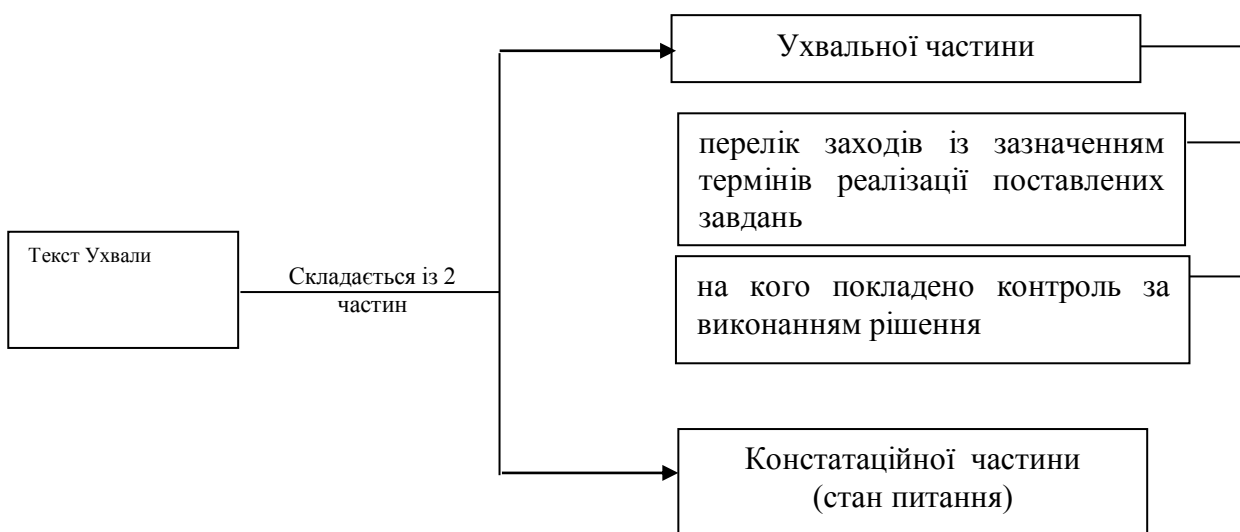 Ухвальної частини
перелік заходів із зазначенням
термінів реалізації поставлених
завдань
Текст Ухвали
Складається із 2
частин
на кого покладено контроль за
виконанням рішення
Констатаційної частини
(стан питання)